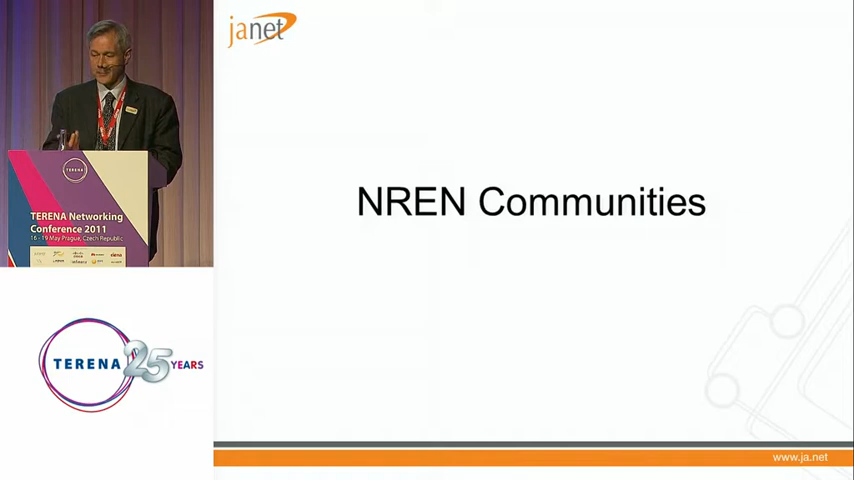 janet
NREN Communities
TERENA
TERENA Networking
Conference 2011
16 - 19 May Prague, Czech Republic
TERENA 25 YEARS
www.ja.net